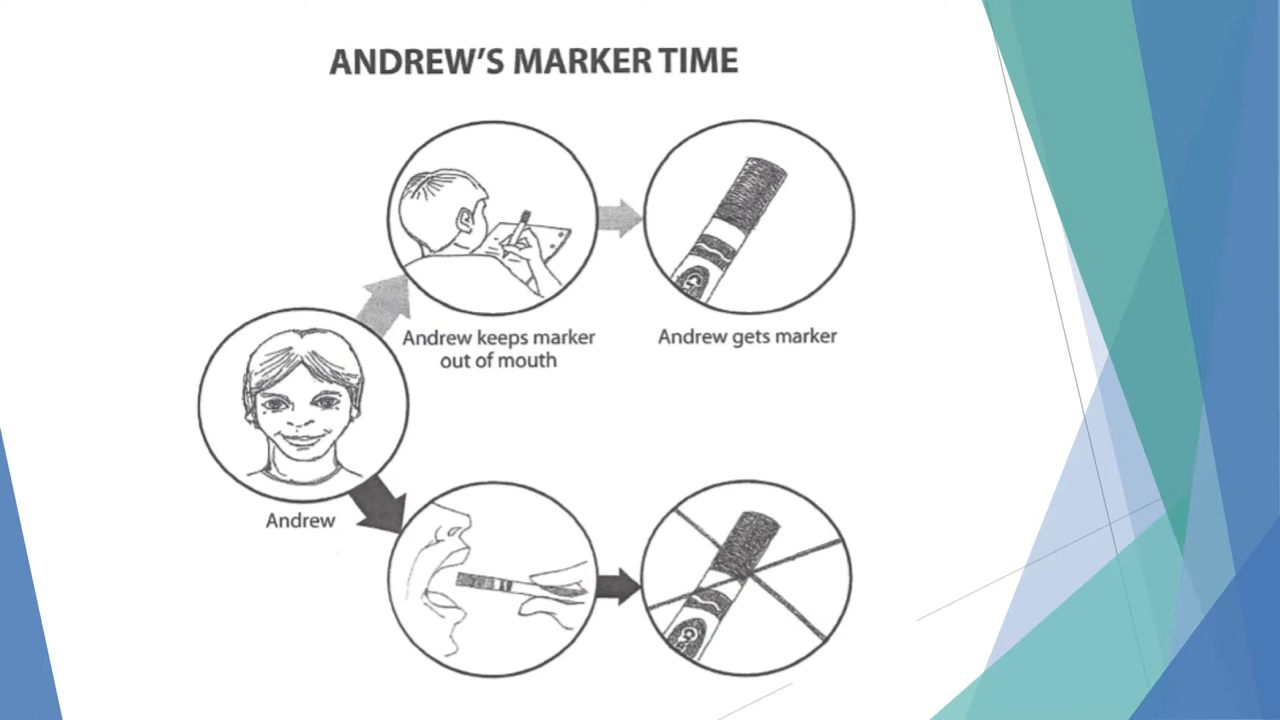 ANDREW'S MARKER TIME
Andrew keeps marker
out of mouth
Andrew gets marker
Andrew